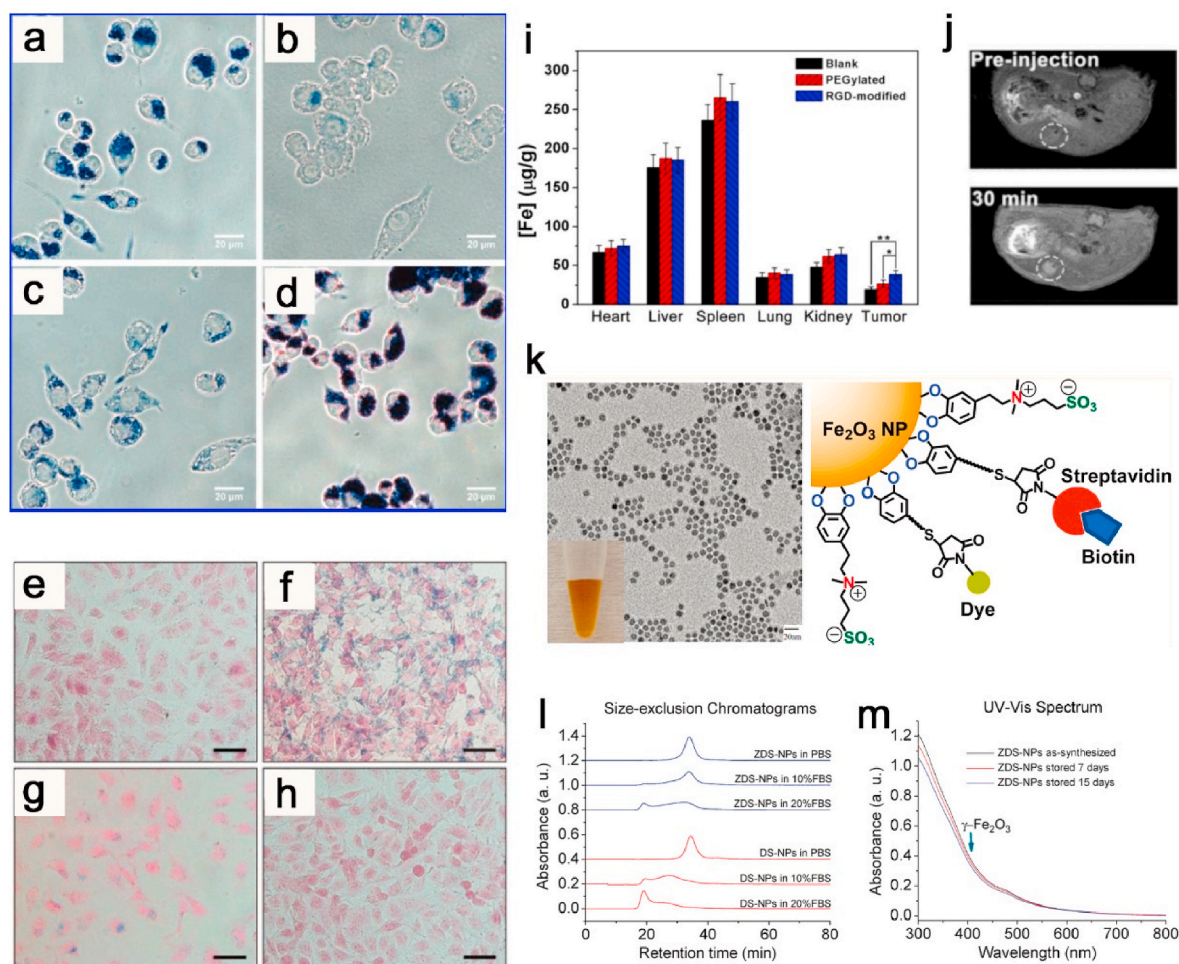 a
b
20 μm
20 μm
c
d
20 μm
20 μm
e
f
g
h
i
Blank
PEGylated
RGD-modified
[Fe] (μg/g)
300
250
200
150
100
50
0
**
*
Heart Liver Spleen Lung Kidney Tumor
j
Pre-injection
30 min
k
20nm
Fe₂O₃ NP
O
O
O
O
O
O
O
O
N
⊕
⊖
SO₃
S
O
N
O
Streptavidin
Biotin
S
O
N
O
Dye
N
⊕
⊖
SO₃
l
Size-exclusion Chromatograms
Absorbance (a. u.)
1.4
1.2
1.0
0.8
0.6
0.4
0.2
0.0
ZDS-NPs in PBS
ZDS-NPs in 10%FBS
ZDS-NPs in 20%FBS
DS-NPs in PBS
DS-NPs in 10%FBS
DS-NPs in 20%FBS
0 20 40 60 80
Retention time (min)
m
UV-Vis Spectrum
Absorbance (a. u.)
1.2
1.0
0.8
0.6
0.4
0.2
0.0
ZDS-NPs as-synthesized
ZDS-NPs stored 7 days
ZDS-NPs stored 15 days
γ-Fe₂O₃
300 400 500 600 700 800
Wavelength (nm)